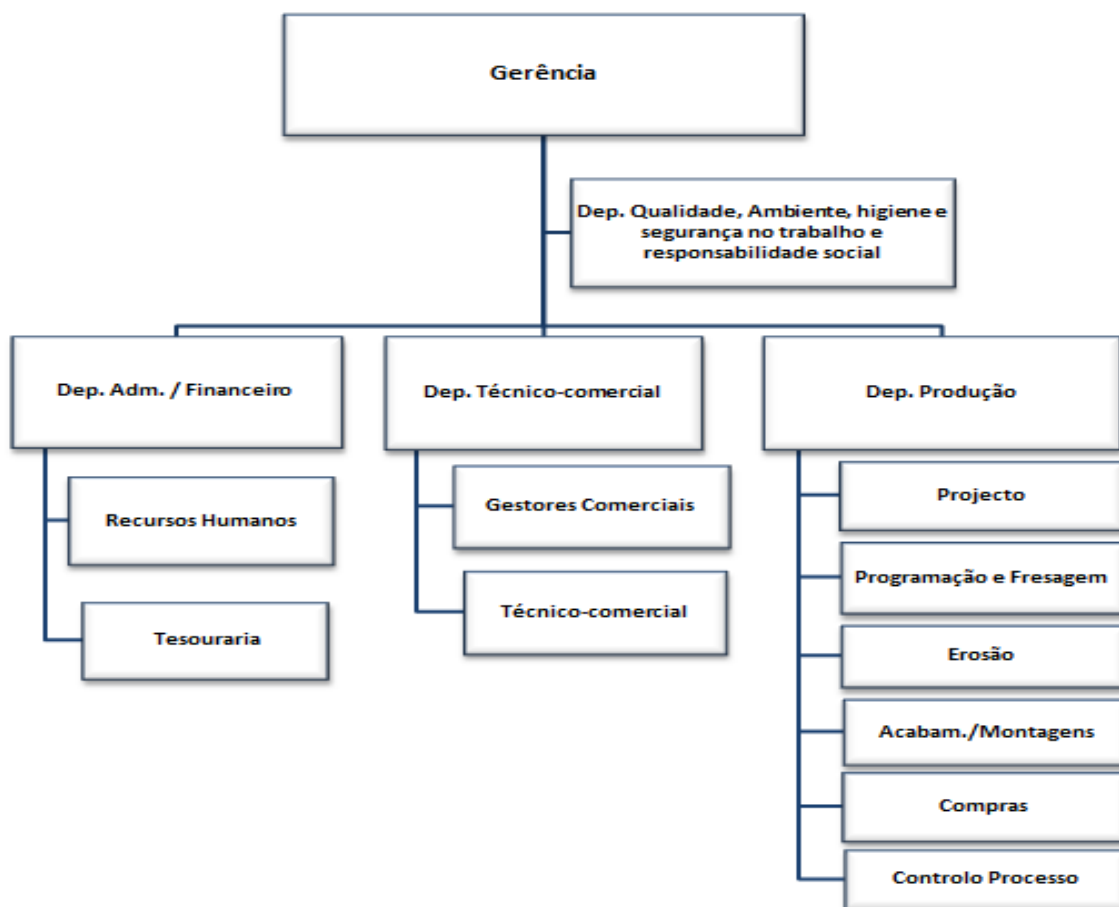 Gerência
Dep. Qualidade, Ambiente, higiene e
segurança no trabalho e
responsabilidade social
Dep. Adm. / Financeiro
Dep. Técnico-comercial
Dep. Produção
Recursos Humanos
Tesouraria
Gestores Comerciais
Técnico-comercial
Projecto
Programação e Fresagem
Erosão
Acabam./Montagens
Compras
Controlo Processo